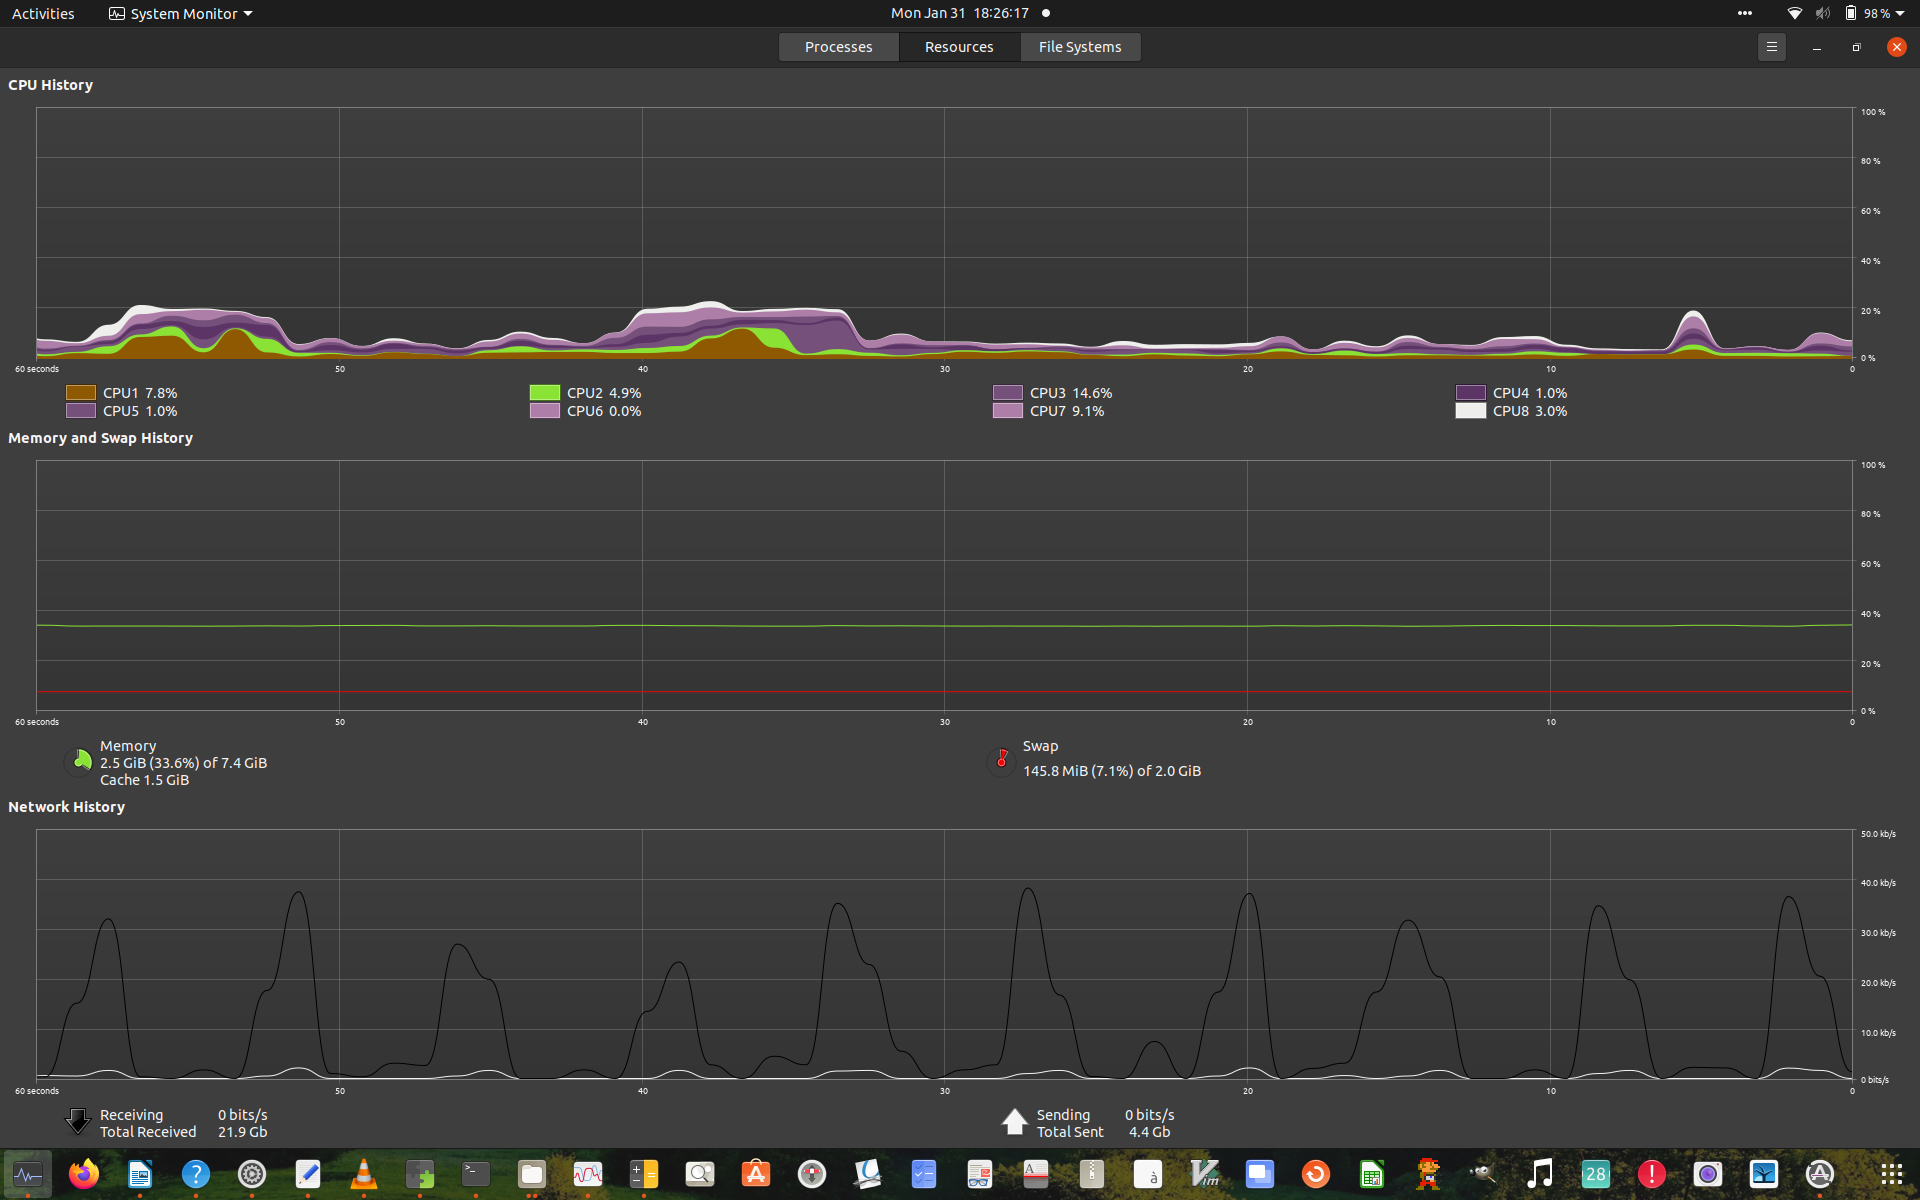 Activities
System Monitor
Mon Jan 31 18:26:17
98 %
Processes
Resources
File Systems
CPU History
100 %
80 %
60 %
40 %
20 %
0 %
60 seconds 50 40 30 20 10 0
CPU1 7.8%
CPU2 4.9%
CPU3 14.6%
CPU4 1.0%
CPU5 1.0%
CPU6 0.0%
CPU7 9.1%
CPU8 3.0%
Memory and Swap History
100 %
80 %
60 %
40 %
20 %
0 %
60 seconds 50 40 30 20 10 0
Memory
2.5 GiB (33.6%) of 7.4 GiB
Cache 1.5 GiB
Swap
145.8 MiB (7.1%) of 2.0 GiB
Network History
50.0 kb/s
40.0 kb/s
30.0 kb/s
20.0 kb/s
10.0 kb/s
0 bits/s
60 seconds 50 40 30 20 10 0
Receiving 0 bits/s
Total Received 21.9 Gb
Sending 0 bits/s
Total Sent 4.4 Gb
?
>_
A
à
Vim
28
!